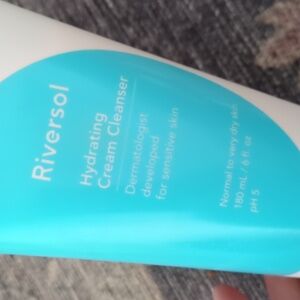 Riversol
Hydrating
Cream Cleanser
Dermatologist
developed
for sensitive skin
Normal to very dry skin
180 mL / 6 fl. oz
pH 5